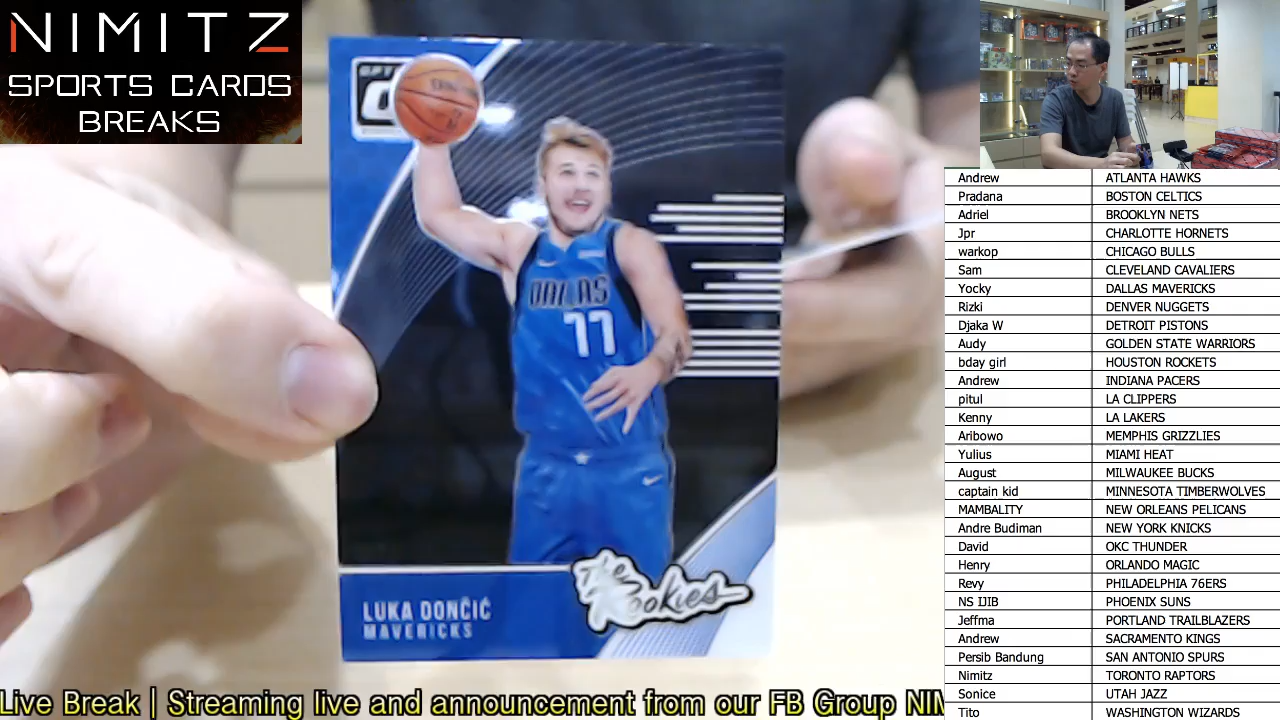 NIMITZ
SPORTS CARDS
BREAKS
DALLAS
77
LUKA DONČIĆ
MAVERICKS
The Rookies
Andrew ATLANTA HAWKS
Pradana BOSTON CELTICS
Adriel BROOKLYN NETS
Jpr CHARLOTTE HORNETS
warkop CHICAGO BULLS
Sam CLEVELAND CAVALIERS
Yocky DALLAS MAVERICKS
Rizki DENVER NUGGETS
Djaka W DETROIT PISTONS
Audy GOLDEN STATE WARRIORS
bday girl HOUSTON ROCKETS
Andrew INDIANA PACERS
pitul LA CLIPPERS
Kenny LA LAKERS
Aribowo MEMPHIS GRIZZLIES
Yulius MIAMI HEAT
August MILWAUKEE BUCKS
captain kid MINNESOTA TIMBERWOLVES
MAMBALITY NEW ORLEANS PELICANS
Andre Budiman NEW YORK KNICKS
David OKC THUNDER
Henry ORLANDO MAGIC
Revy PHILADELPHIA 76ERS
NS IJIB PHOENIX SUNS
Jeffma PORTLAND TRAILBLAZERS
Andrew SACRAMENTO KINGS
Persib Bandung SAN ANTONIO SPURS
Nimitz TORONTO RAPTORS
Sonice UTAH JAZZ
Tito WASHINGTON WIZARDS
Live Break | Streaming live and announcement from our FB Group NIM